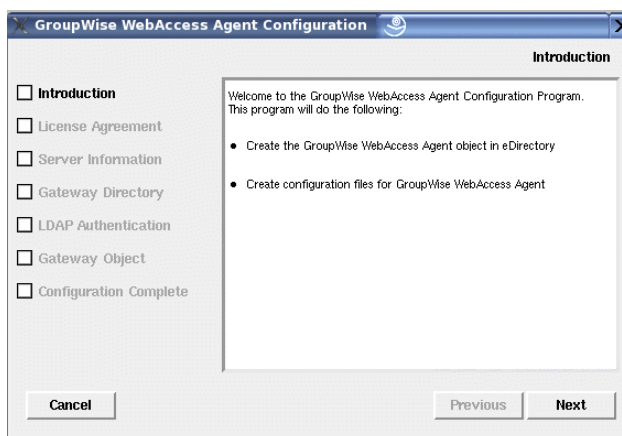 GroupWise WebAccess Agent Configuration
Introduction
Introduction
License Agreement
Server Information
Gateway Directory
LDAP Authentication
Gateway Object
Configuration Complete
Welcome to the GroupWise WebAccess Agent Configuration Program.
This program will do the following:
• Create the GroupWise WebAccess Agent object in eDirectory
• Create configuration files for GroupWise WebAccess Agent
Cancel
Previous
Next